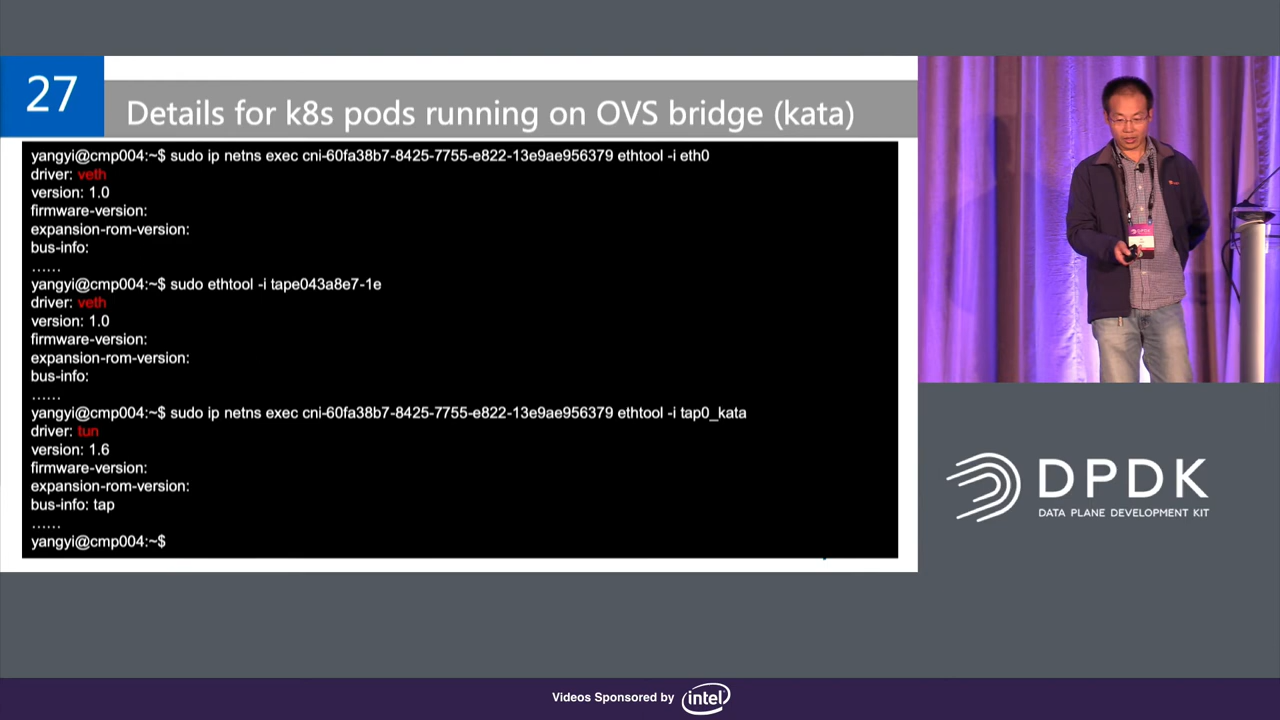 27
Details for k8s pods running on OVS bridge (kata)
yangyi@cmp004:~$ sudo ip netns exec cni-60fa38b7-8425-7755-e822-13e9ae956379 ethtool -i eth0
driver: veth
version: 1.0
firmware-version:
expansion-rom-version:
bus-info:
......
yangyi@cmp004:~$ sudo ethtool -i tape043a8e7-1e
driver: veth
version: 1.0
firmware-version:
expansion-rom-version:
bus-info:
......
yangyi@cmp004:~$ sudo ip netns exec cni-60fa38b7-8425-7755-e822-13e9ae956379 ethtool -i tap0_kata
driver: tun
version: 1.6
firmware-version:
expansion-rom-version:
bus-info: tap
......
yangyi@cmp004:~$
DPDK
DPDK
DATA PLANE DEVELOPMENT KIT
Videos Sponsored by intel